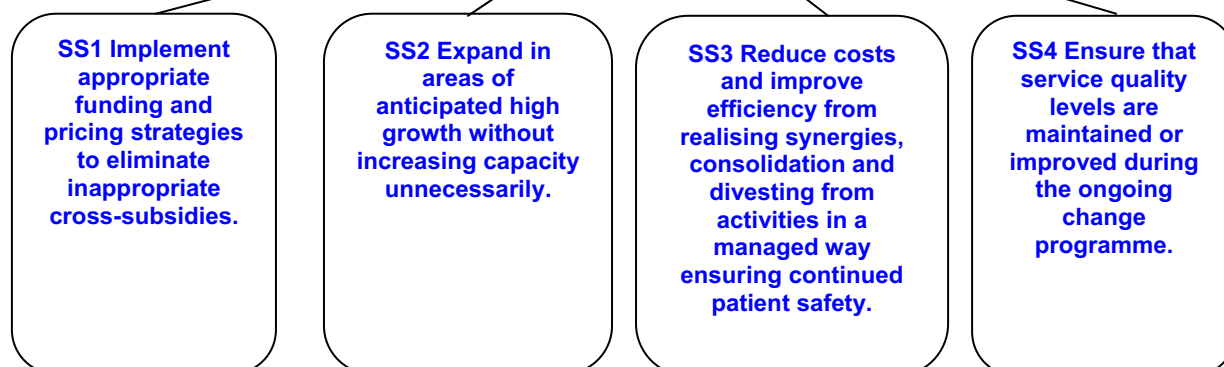 SS1 Implement
appropriate
funding and
pricing strategies
to eliminate
inappropriate
cross-subsidies.
SS2 Expand in
areas of
anticipated high
growth without
increasing capacity
unnecessarily.
SS3 Reduce costs
and improve
efficiency from
realising synergies,
consolidation and
divesting from
activities in a
managed way
ensuring continued
patient safety.
SS4 Ensure that
service quality
levels are
maintained or
improved during
the ongoing
change
programme.